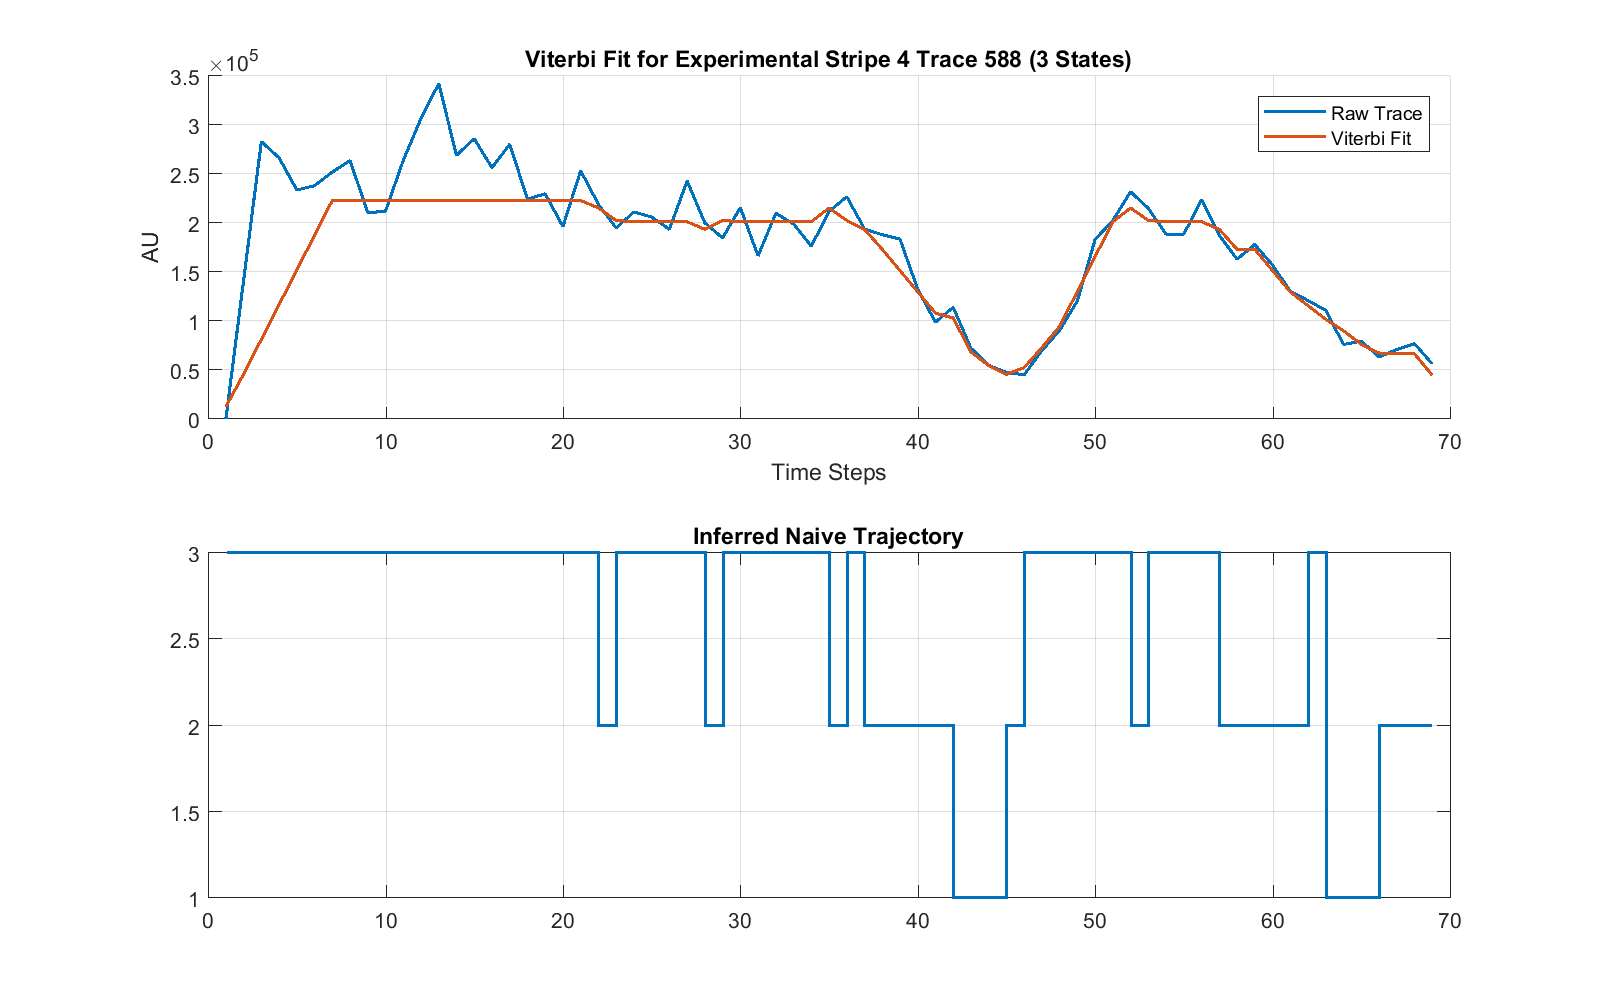 Viterbi Fit for Experimental Stripe 4 Trace 588 (3 States)
×10^5
3.5
3
2.5
2
1.5
1
0.5
0
AU
Raw Trace
Viterbi Fit
0 10 20 30 40 50 60 70
Time Steps
Inferred Naive Trajectory
3
2.5
2
1.5
1
0 10 20 30 40 50 60 70